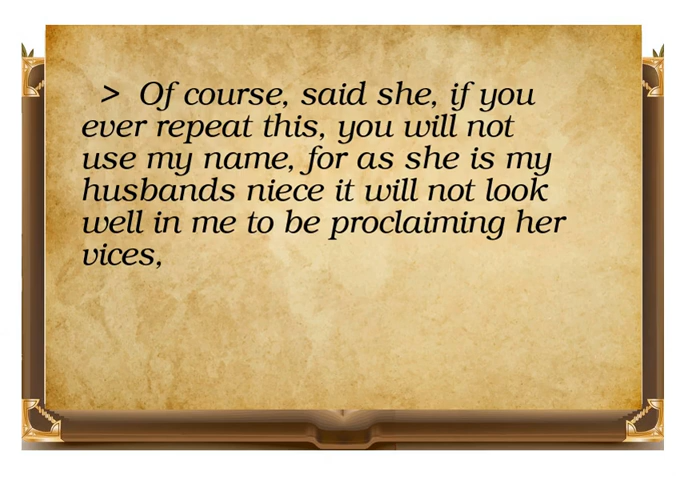 > Of course, said she, if you
ever repeat this, you will not
use my name, for as she is my
husbands niece it will not look
well in me to be proclaiming her
vices,